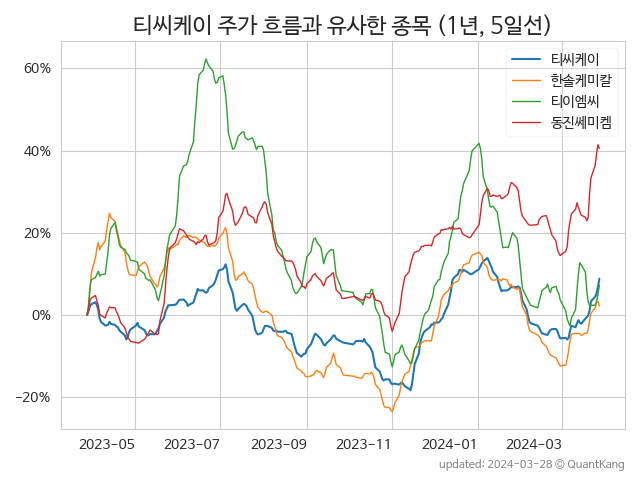 티씨케이 주가 흐름과 유사한 종목 (1년, 5일선)
티씨케이
한솔케미칼
티이엠씨
동진쎄미켐
60%
40%
20%
0%
−20%
2023-05 2023-07 2023-09 2023-11 2024-01 2024-03
updated: 2024-03-28 © QuantKang